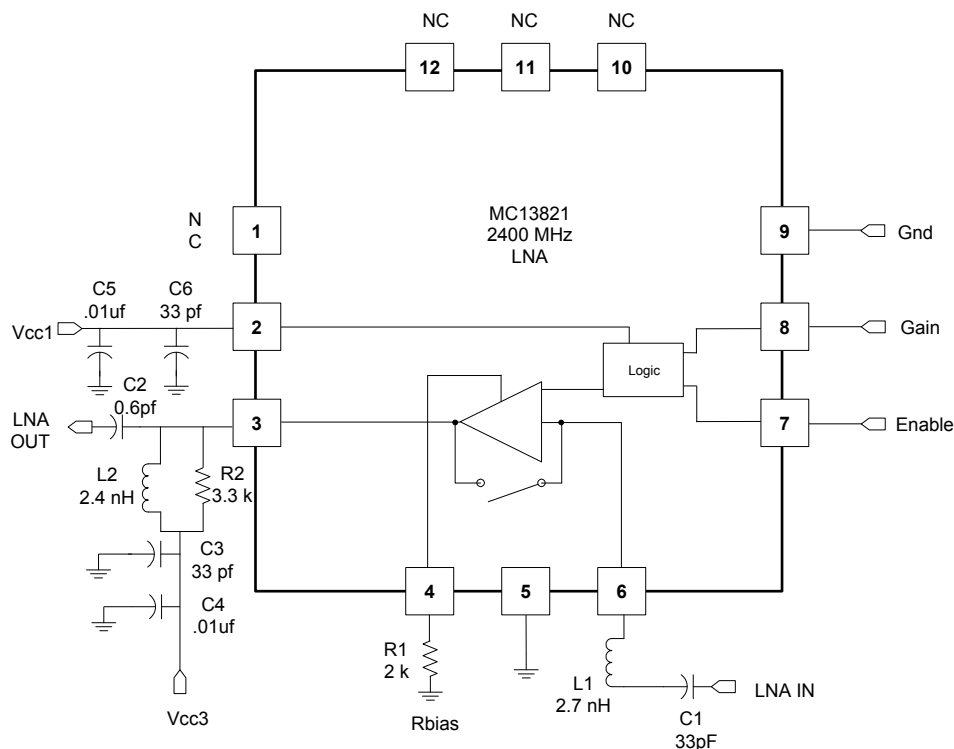 NC
NC
NC
12
11
10
N
C
1
MC13821
2400 MHz
LNA
9
Gnd
C5
.01uf
C6
33 pf
Vcc1
2
8
Gain
Logic
C2
0.6pf
LNA
OUT
3
7
Enable
L2
2.4 nH
R2
3.3 k
C3
33 pf
C4
.01uf
4
5
6
R1
2 k
Rbias
L1
2.7 nH
LNA IN
C1
33pF
Vcc3